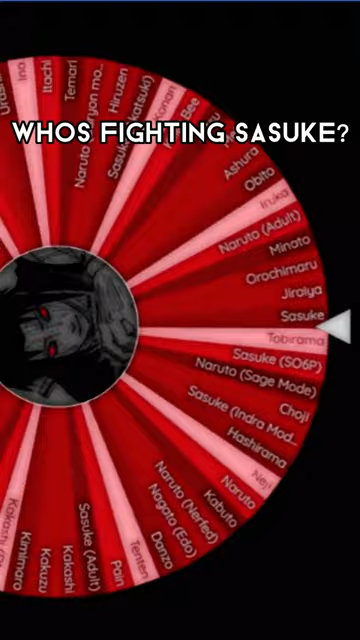 WHOS FIGHTING SASUKE?
Ino
Itachi
Temari
Hiruzen
Konan
Bee
Ashura
Obito
Iruka
Naruto (Adult)
Minato
Orochimaru
Jiraiya
Sasuke
Tobirama
Sasuke (SO6P)
Naruto (Sage Mode)
Choji
Sasuke (Indra Mod..
Hashirama
Neji
Naruto
Kabuto
Naruto (Nerfed)
Nagato (Edo)
Danzo
Tenten
Pain
Sasuke (Adult)
Kakashi
Kakuzu
Kimimaro